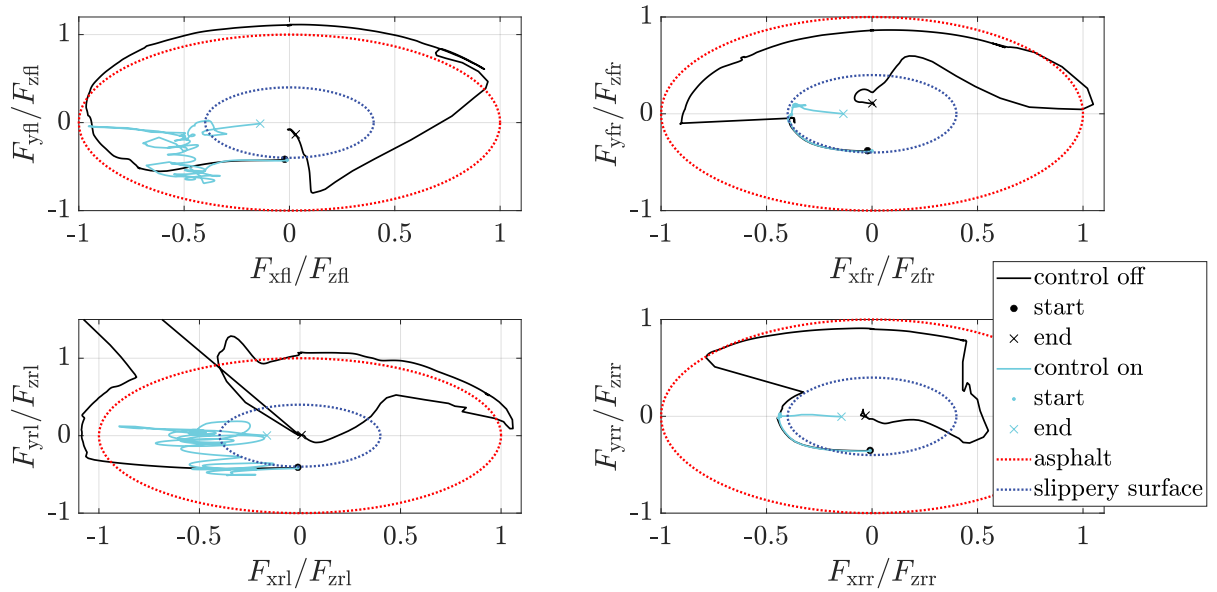 1
0
-1
-1
-0.5
0
0.5
1
F_yfl/F_zfl
F_xfl/F_zfl
1
0
-1
-1
-0.5
0
0.5
1
F_yfr/F_zfr
F_xfr/F_zfr
1
0
-1
-1
-0.5
0
0.5
1
F_yrl/F_zrl
F_xrl/F_zrl
1
0
-1
-1
-0.5
0
0.5
1
F_yrr/F_zrr
F_xrr/F_zrr
control off
start
end
control on
start
end
asphalt
slippery surface